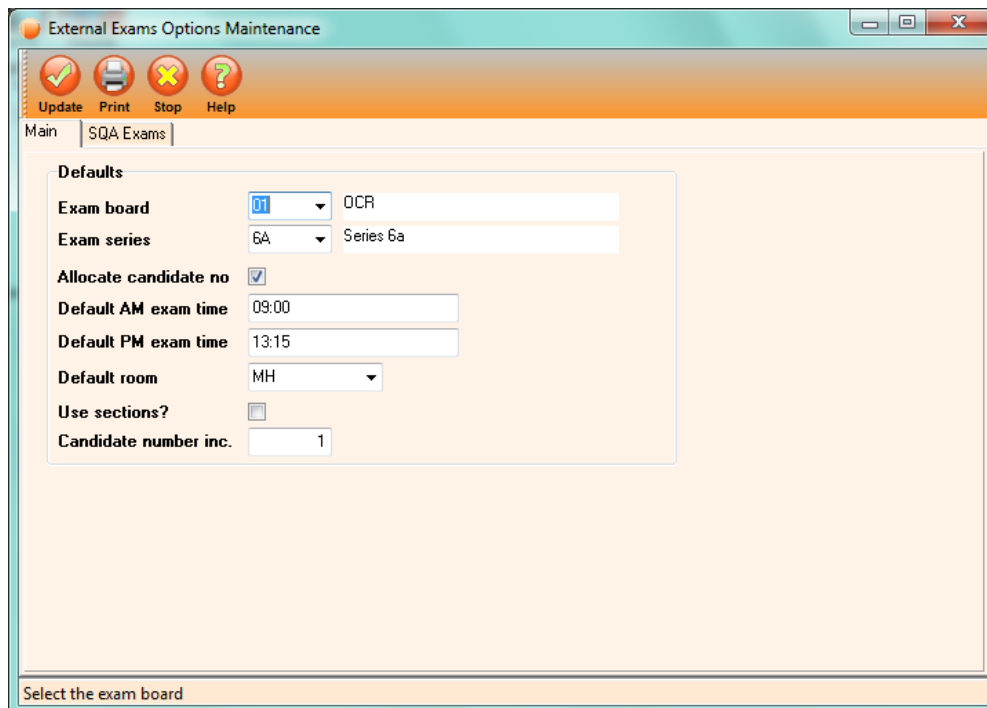 External Exams Options Maintenance
Update Print Stop Help
Main SQA Exams
Defaults
Exam board 01 OCR
Exam series 6A Series 6a
Allocate candidate no
Default AM exam time 09:00
Default PM exam time 13:15
Default room MH
Use sections?
Candidate number inc. 1
Select the exam board